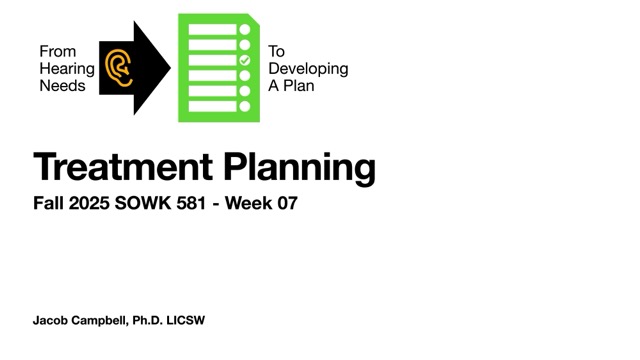 From
Hearing
Needs
To
Developing
A Plan
Treatment Planning
Fall 2025 SOWK 581 - Week 07
Jacob Campbell, Ph.D. LICSW